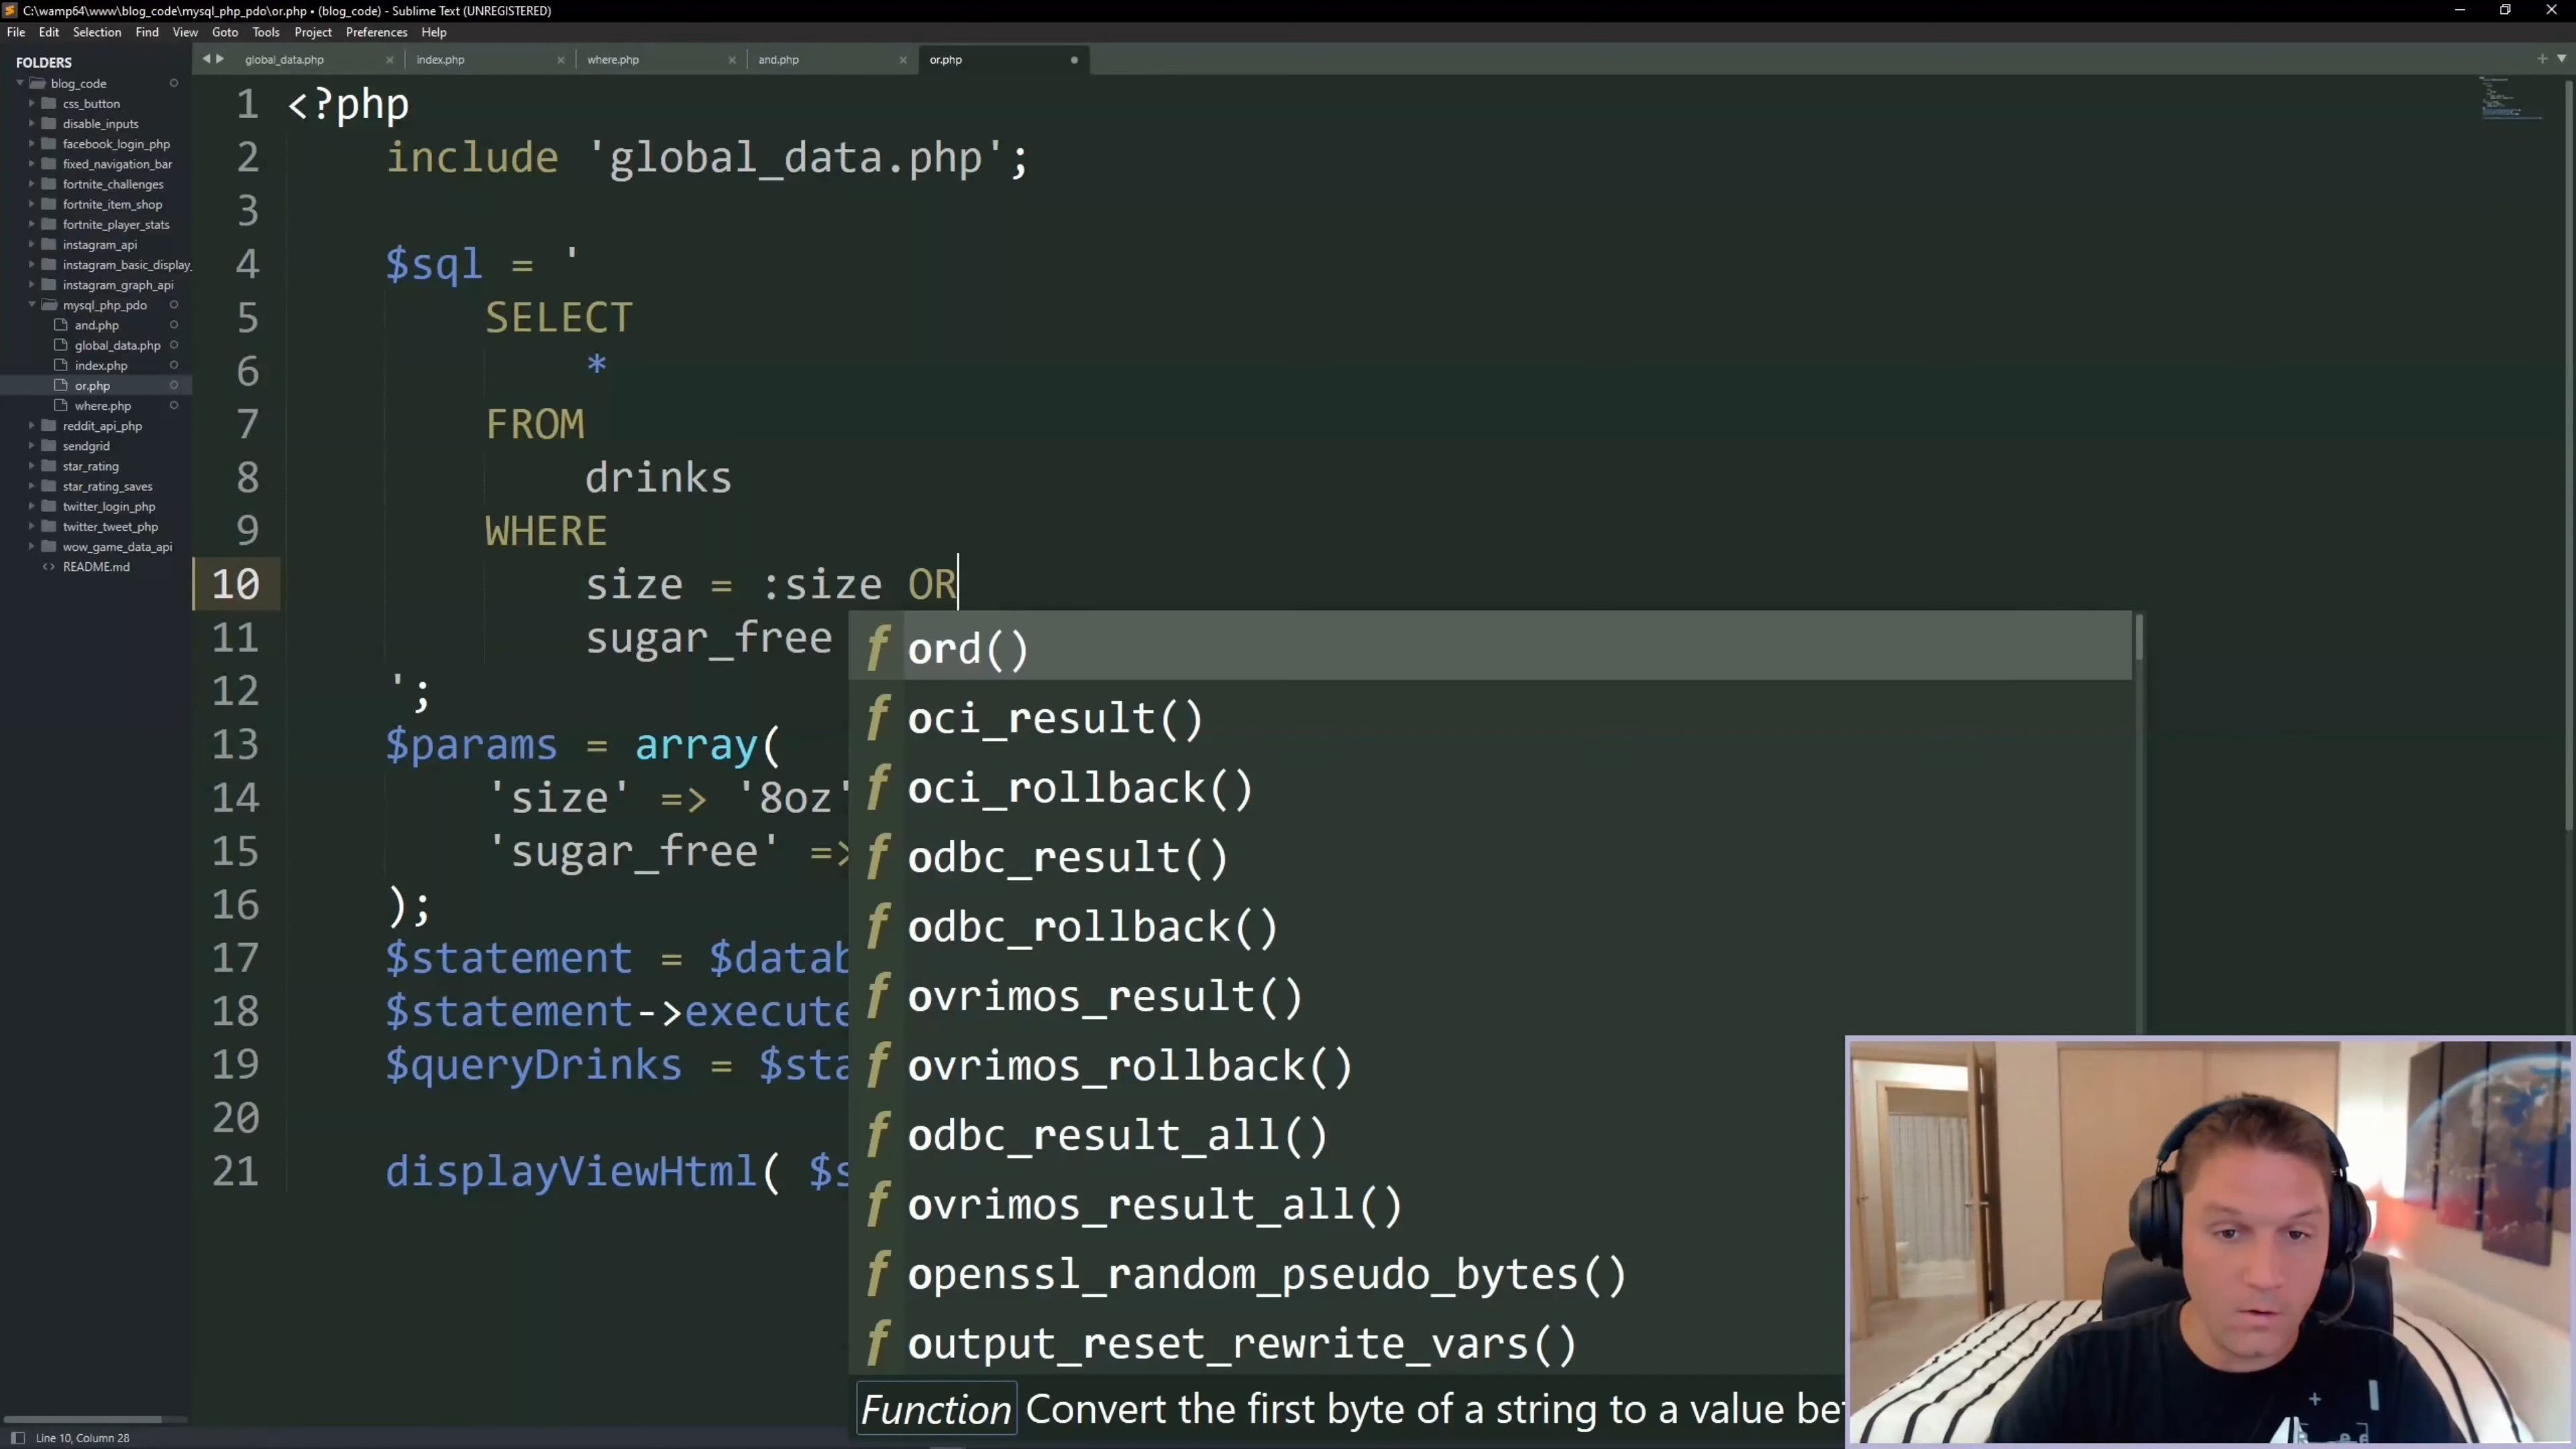 C:\wamp64\www\blog_code\mysql_php_pdo\or.php • (blog_code) - Sublime Text (UNREGISTERED)
File Edit Selection Find View Goto Tools Project Preferences Help
FOLDERS
blog_code
css_button
disable_inputs
facebook_login_php
fixed_navigation_bar
fortnite_challenges
fortnite_item_shop
fortnite_player_stats
instagram_api
instagram_basic_display_
instagram_graph_api
mysql_php_pdo
and.php
global_data.php
index.php
or.php
where.php
reddit_api_php
sendgrid
star_rating
star_rating_saves
twitter_login_php
twitter_tweet_php
wow_game_data_api
<> README.md
global_data.php × index.php × where.php × and.php × or.php •
1 <?php
2 include 'global_data.php';
3
4 $sql = '
5 SELECT
6 *
7 FROM
8 drinks
9 WHERE
10 size = :size OR
11 sugar_free
12 ';
13 $params = array(
14 'size' => '8oz'
15 'sugar_free' =>
16 );
17 $statement = $datab
18 $statement->execute
19 $queryDrinks = $sta
20
21 displayViewHtml( $s
f ord()
f oci_result()
f oci_rollback()
f odbc_result()
f odbc_rollback()
f ovrimos_result()
f ovrimos_rollback()
f odbc_result_all()
f ovrimos_result_all()
f openssl_random_pseudo_bytes()
f output_reset_rewrite_vars()
Function Convert the first byte of a string to a value be
Line 10, Column 28